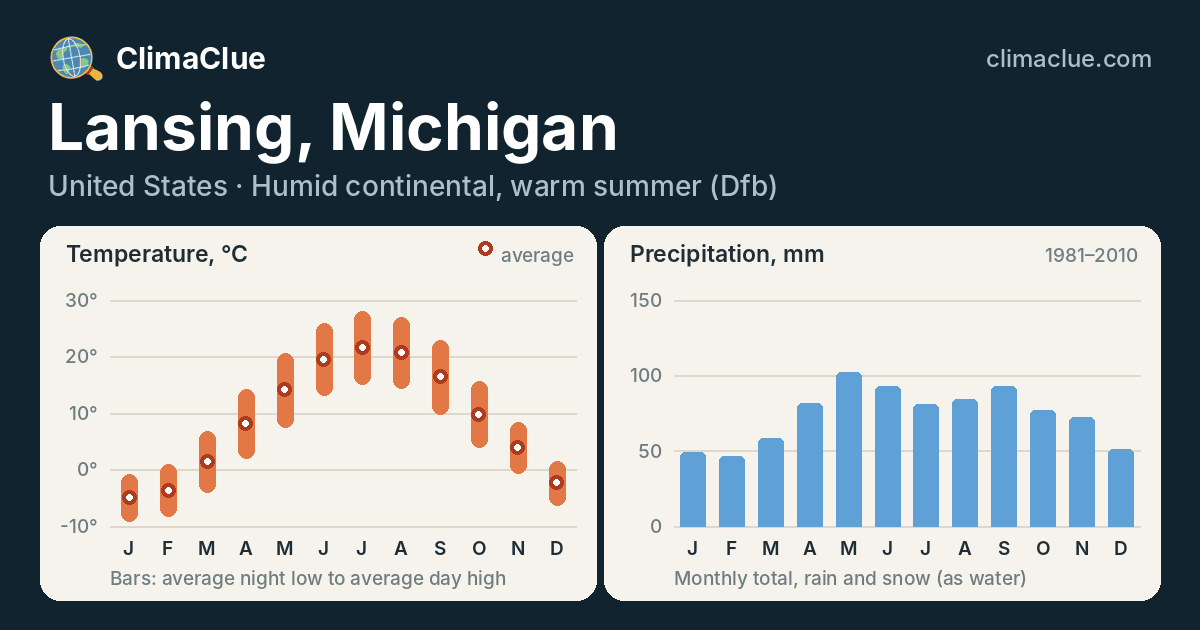 ClimaClue
climaclue.com
Lansing, Michigan
United States · Humid continental, warm summer (Dfb)
Temperature, °C
average
30°
20°
10°
0°
-10°
J F M A M J J A S O N D
Bars: average night low to average day high
Precipitation, mm
1981–2010
150
100
50
0
J F M A M J J A S O N D
Monthly total, rain and snow (as water)